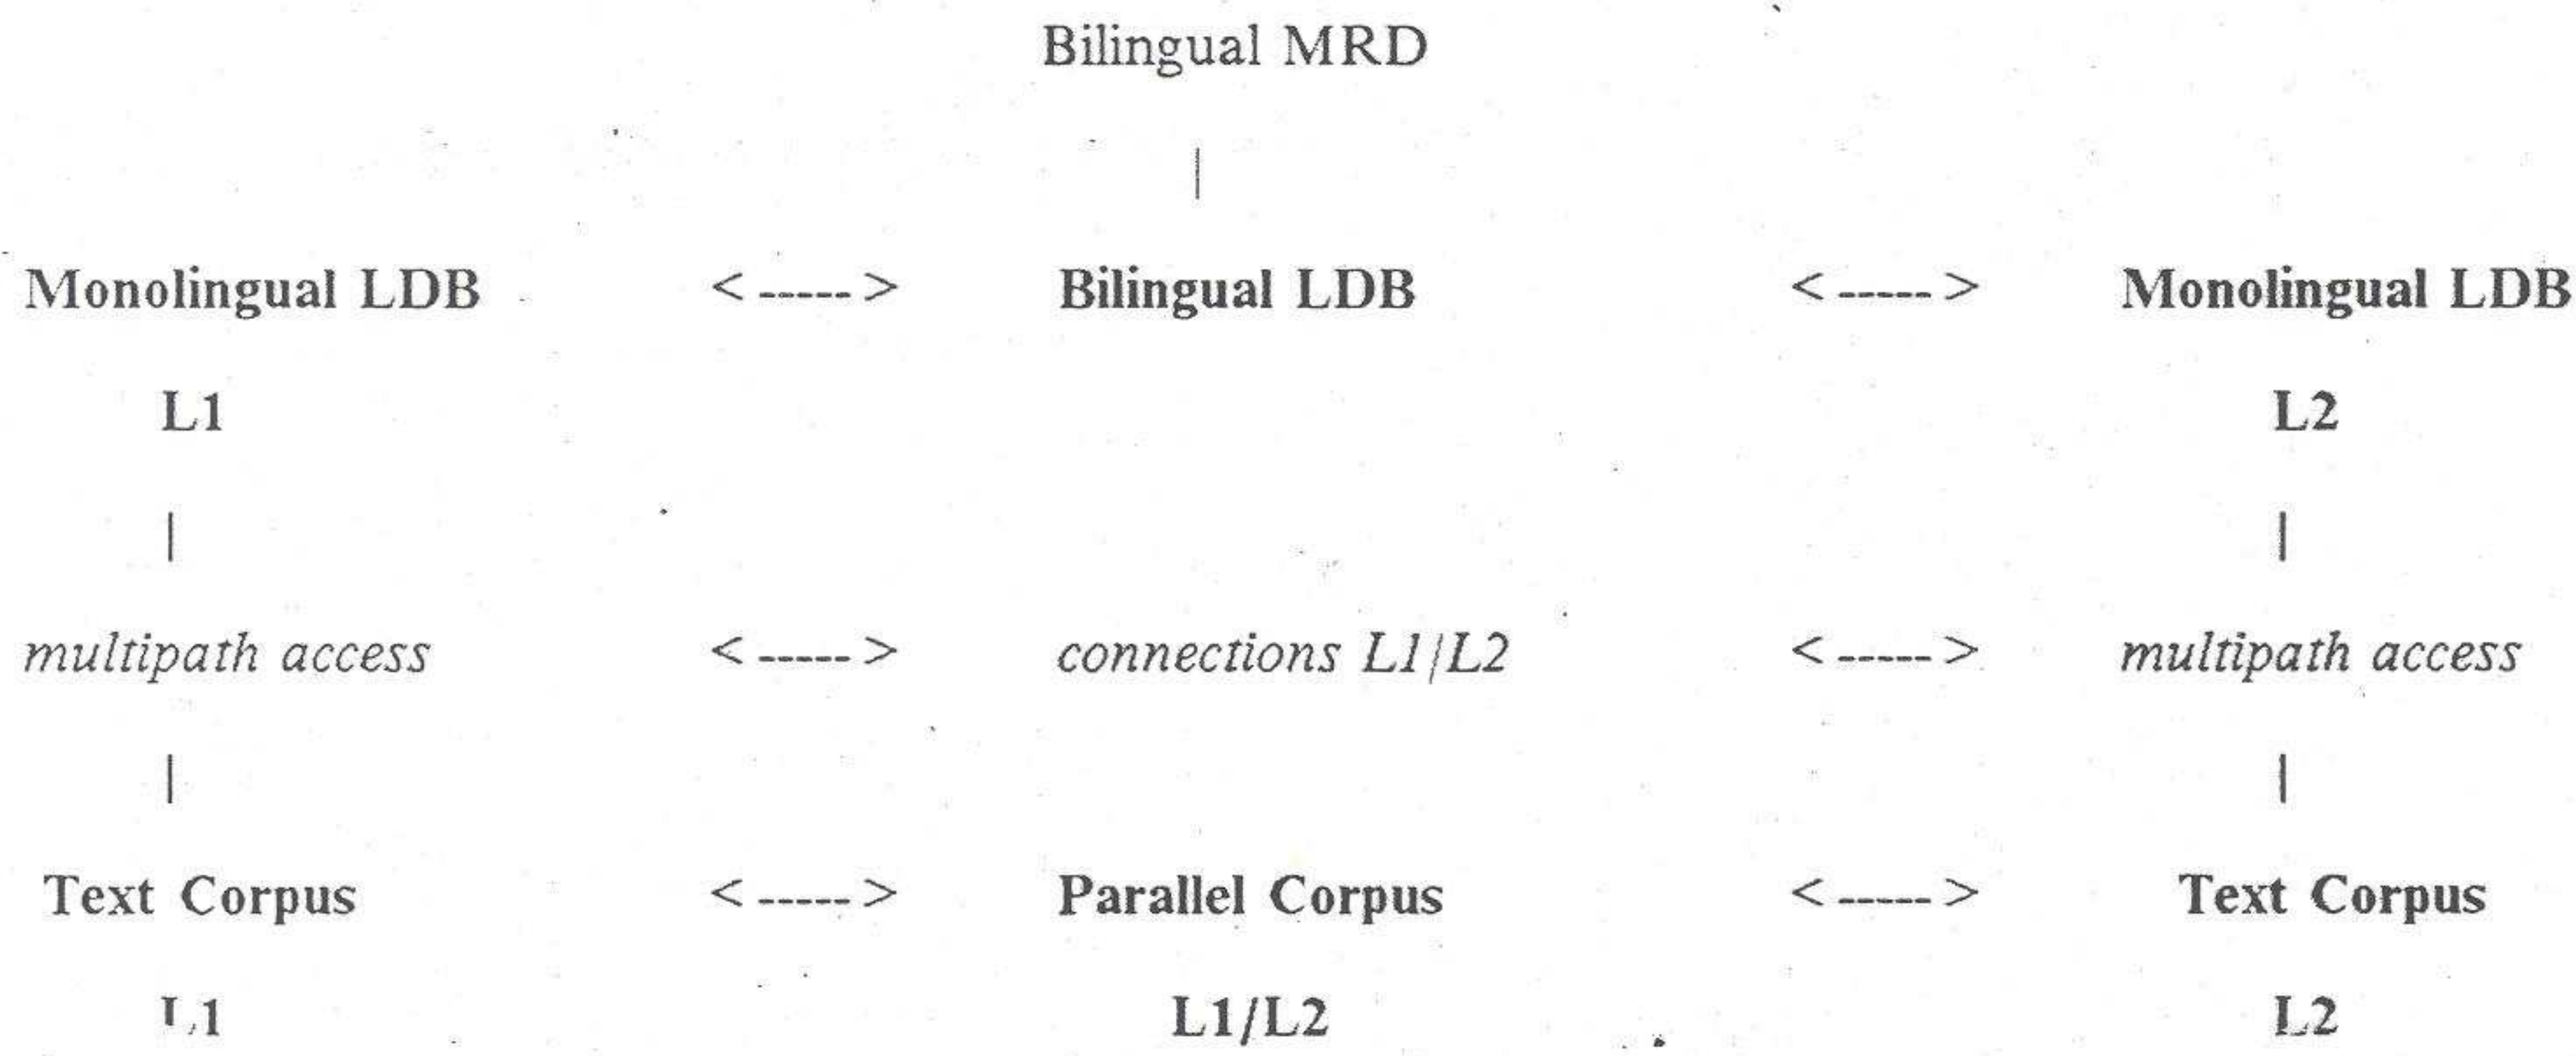 Bilingual MRD
|
Monolingual LDB <-----> Bilingual LDB <-----> Monolingual LDB
L1 L2
| |
multipath access <-----> connections L1/L2 <-----> multipath access
| |
Text Corpus <-----> Parallel Corpus <-----> Text Corpus
L1 L1/L2 L2